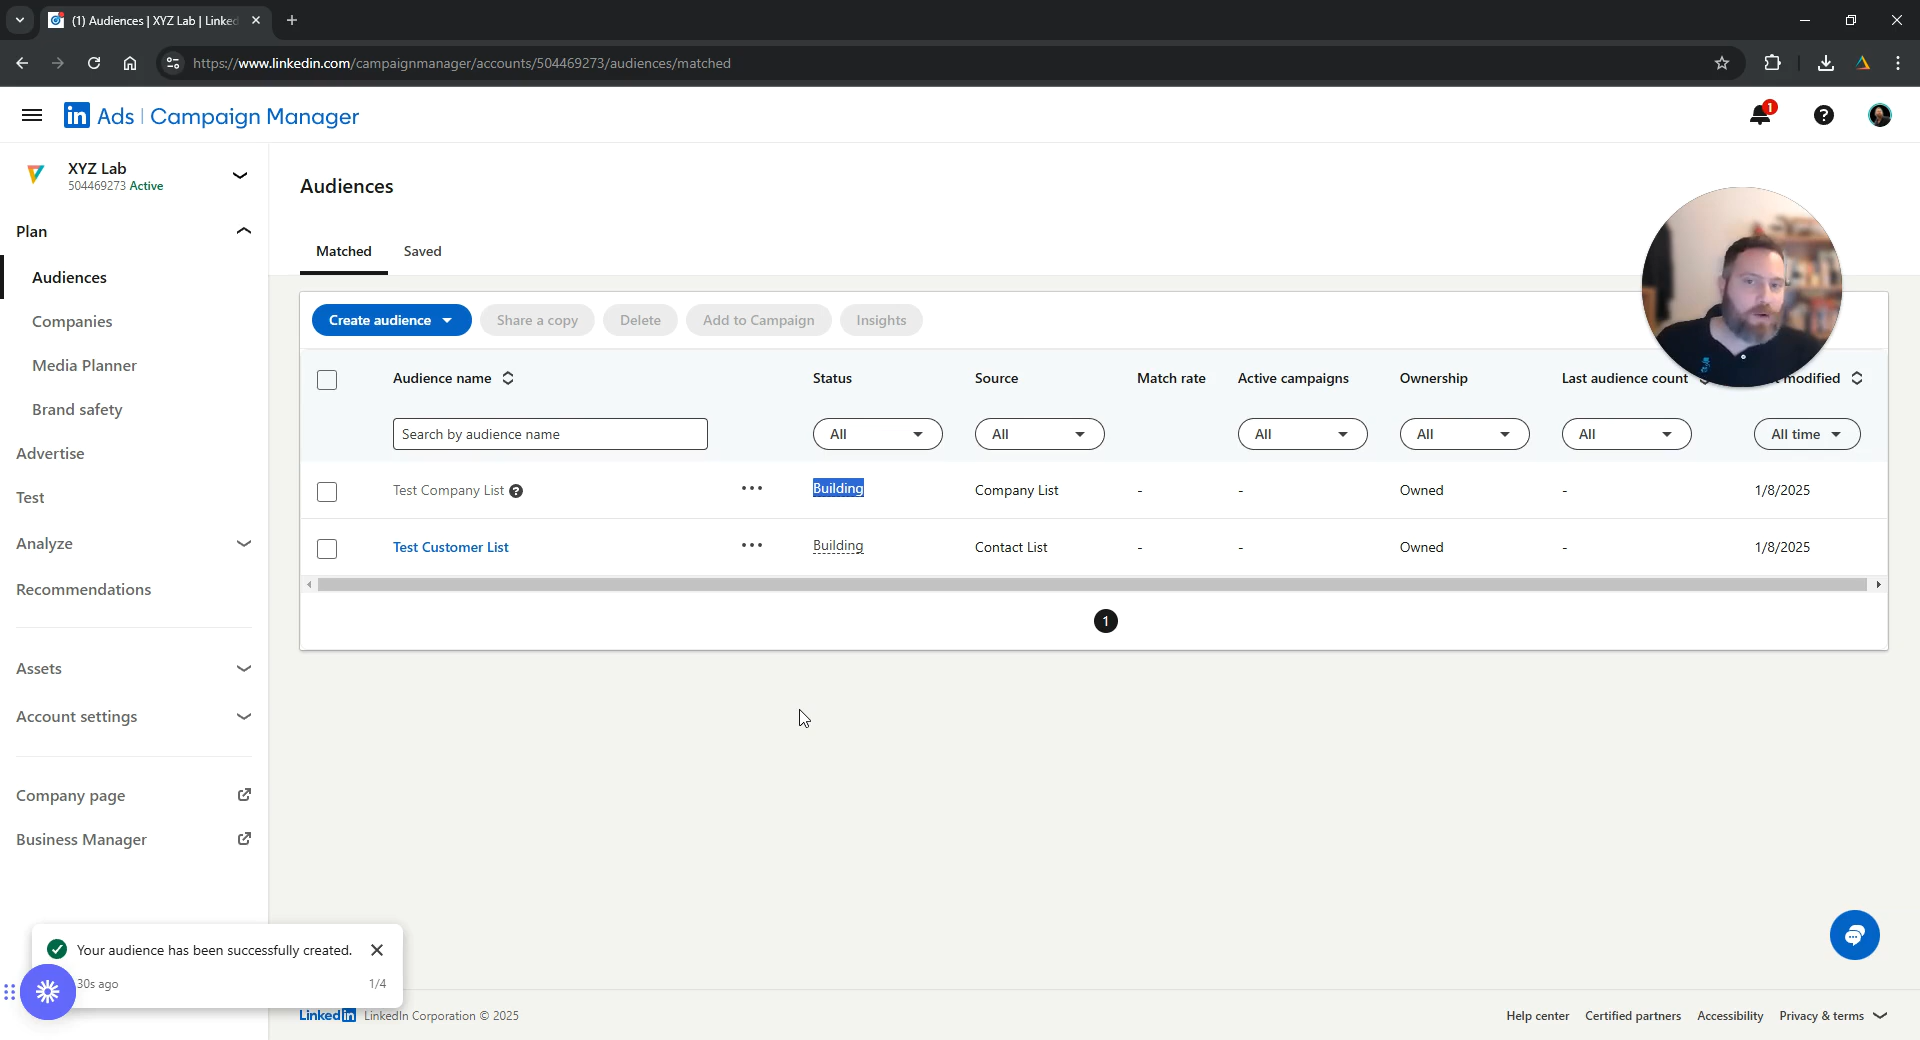 (1) Audiences | XYZ Lab | Linked
https://www.linkedin.com/campaignmanager/accounts/504469273/audiences/matched
in Ads | Campaign Manager
1
XYZ Lab
504469273 Active
Plan
Audiences
Companies
Media Planner
Brand safety
Advertise
Test
Analyze
Recommendations
Assets
Account settings
Company page
Business Manager
Audiences
Matched Saved
Create audience Share a copy Delete Add to Campaign Insights
Audience name Status Source Match rate Active campaigns Ownership Last audience count modified
Search by audience name All All All All All All time
Test Company List Building Company List - - Owned - 1/8/2025
Test Customer List Building Contact List - - Owned - 1/8/2025
1
Your audience has been successfully created.
30s ago 1/4
LinkedIn LinkedIn Corporation © 2025 Help center Certified partners Accessibility Privacy & terms